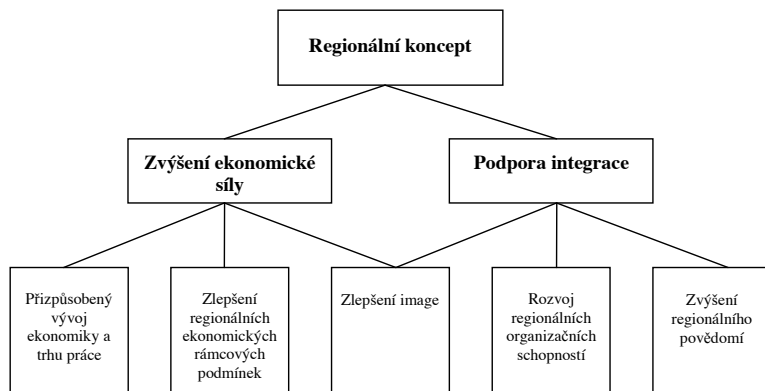 Regionální koncept
Zvýšení ekonomické
síly
Podpora integrace
Přizpůsobený
vývoj
ekonomiky a
trhu práce
Zlepšení
regionálních
ekonomických
rámcových
podmínek
Zlepšení image
Rozvoj
regionálních
organizačních
schopností
Zvýšení
regionálního
povědomí